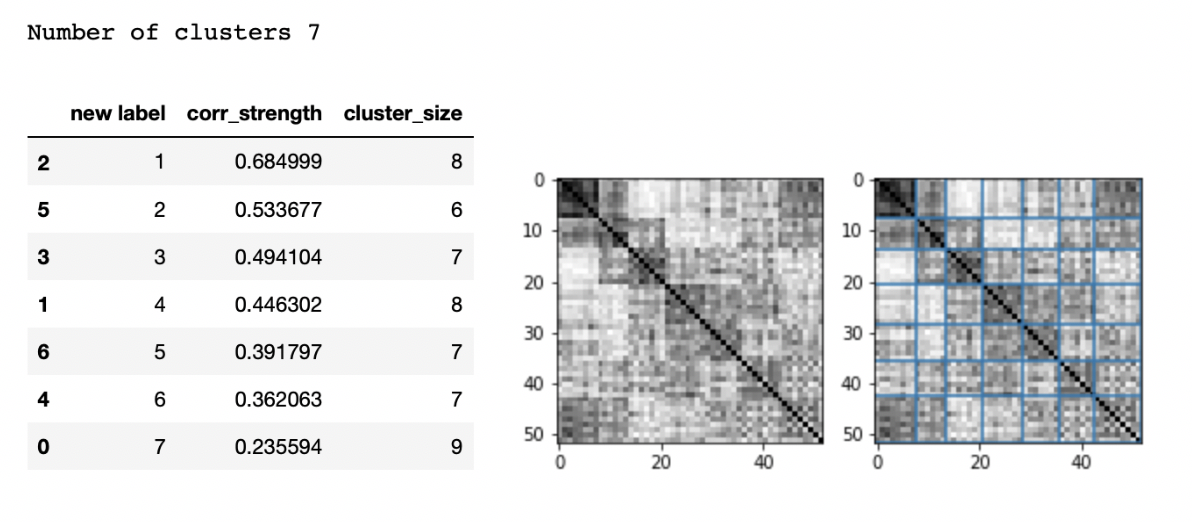 Number of clusters 7
new label corr_strength cluster_size
2 1 0.684999 8
5 2 0.533677 6
3 3 0.494104 7
1 4 0.446302 8
6 5 0.391797 7
4 6 0.362063 7
0 7 0.235594 9
0
10
20
30
40
50
0 20 40
0
10
20
30
40
50
0 20 40